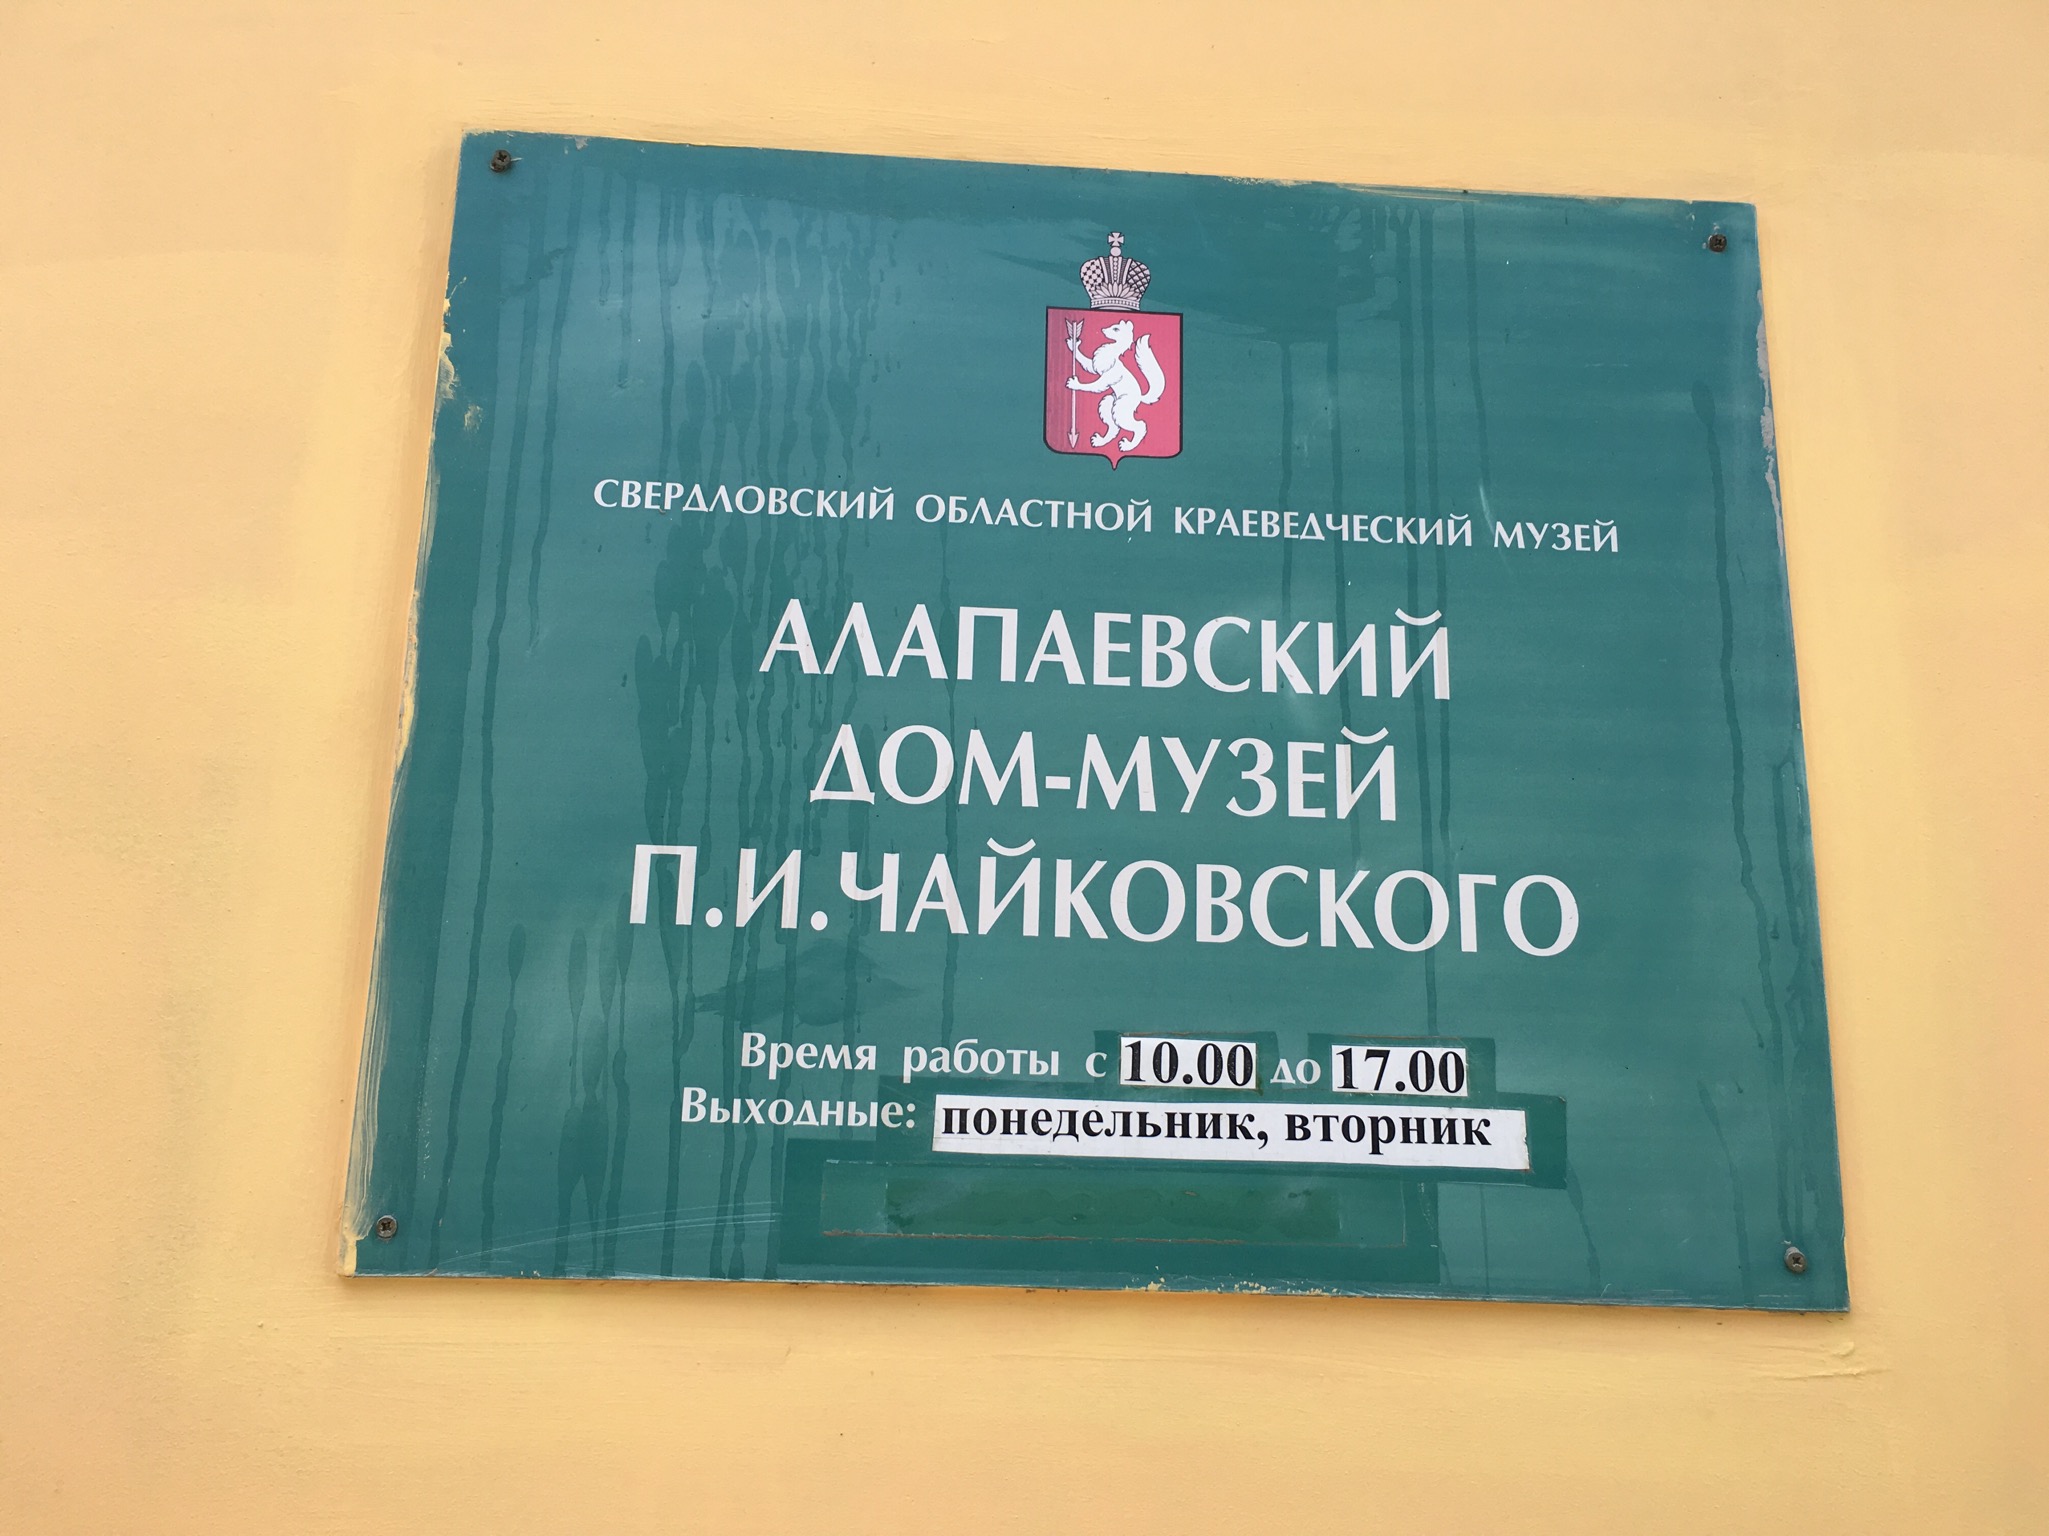 СВЕРДЛОВСКИЙ ОБЛАСТНОЙ КРАЕВЕДЧЕСКИЙ МУЗЕЙ
АЛАПАЕВСКИЙ
ДОМ-МУЗЕЙ
П.И.ЧАЙКОВСКОГО
Время работы с 10.00 до 17.00
Выходные: понедельник, вторник